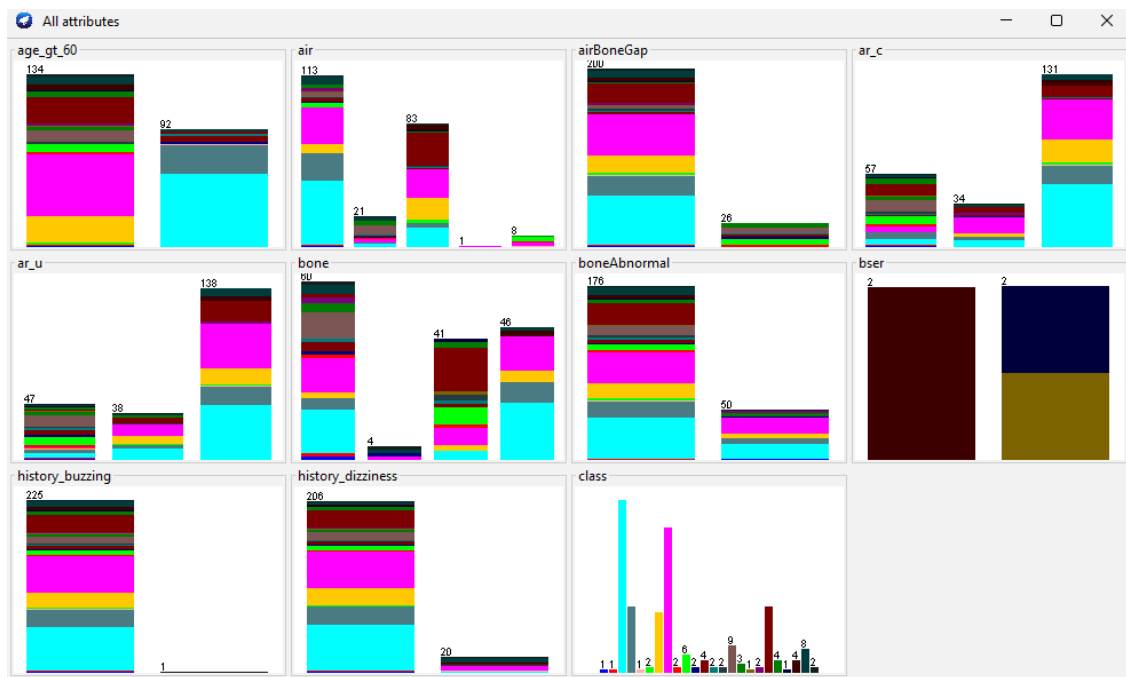 All attributes
age_gt_60
134
92
air
113
21
83
1
8
airBoneGap
200
26
ar_c
57
34
131
ar_u
47
38
138
bone
60
4
41
46
boneAbnormal
176
50
bser
2
2
history_buzzing
225
1
history_dizziness
206
20
class
1 1 1 2 2 6 2 4 2 2 9 3 1 2 4 1 4 8 2